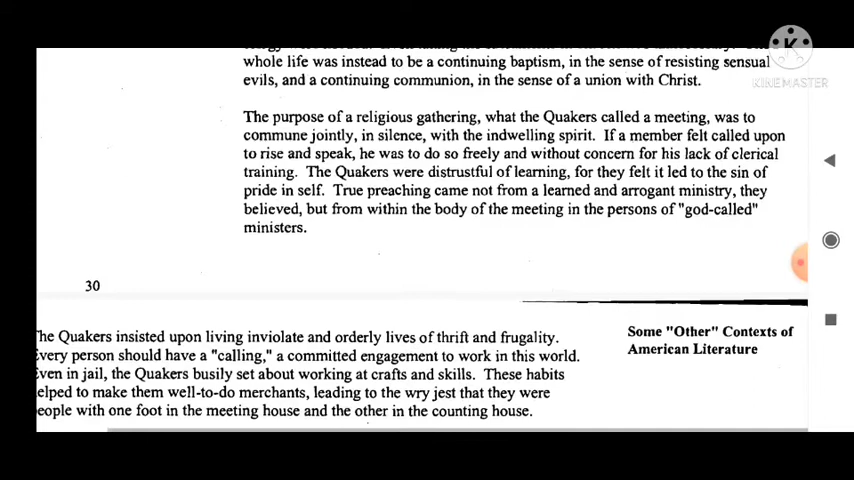 KINEMASTER
whole life was instead to be a continuing baptism, in the sense of resisting sensual
evils, and a continuing communion, in the sense of a union with Christ.
The purpose of a religious gathering, what the Quakers called a meeting, was to
commune jointly, in silence, with the indwelling spirit. If a member felt called upon
to rise and speak, he was to do so freely and without concern for his lack of clerical
training. The Quakers were distrustful of learning, for they felt it led to the sin of
pride in self. True preaching came not from a learned and arrogant ministry, they
believed, but from within the body of the meeting in the persons of "god-called"
ministers.
30
Some "Other" Contexts of
American Literature
he Quakers insisted upon living inviolate and orderly lives of thrift and frugality.
very person should have a "calling," a committed engagement to work in this world.
ven in jail, the Quakers busily set about working at crafts and skills. These habits
elped to make them well-to-do merchants, leading to the wry jest that they were
eople with one foot in the meeting house and the other in the counting house.